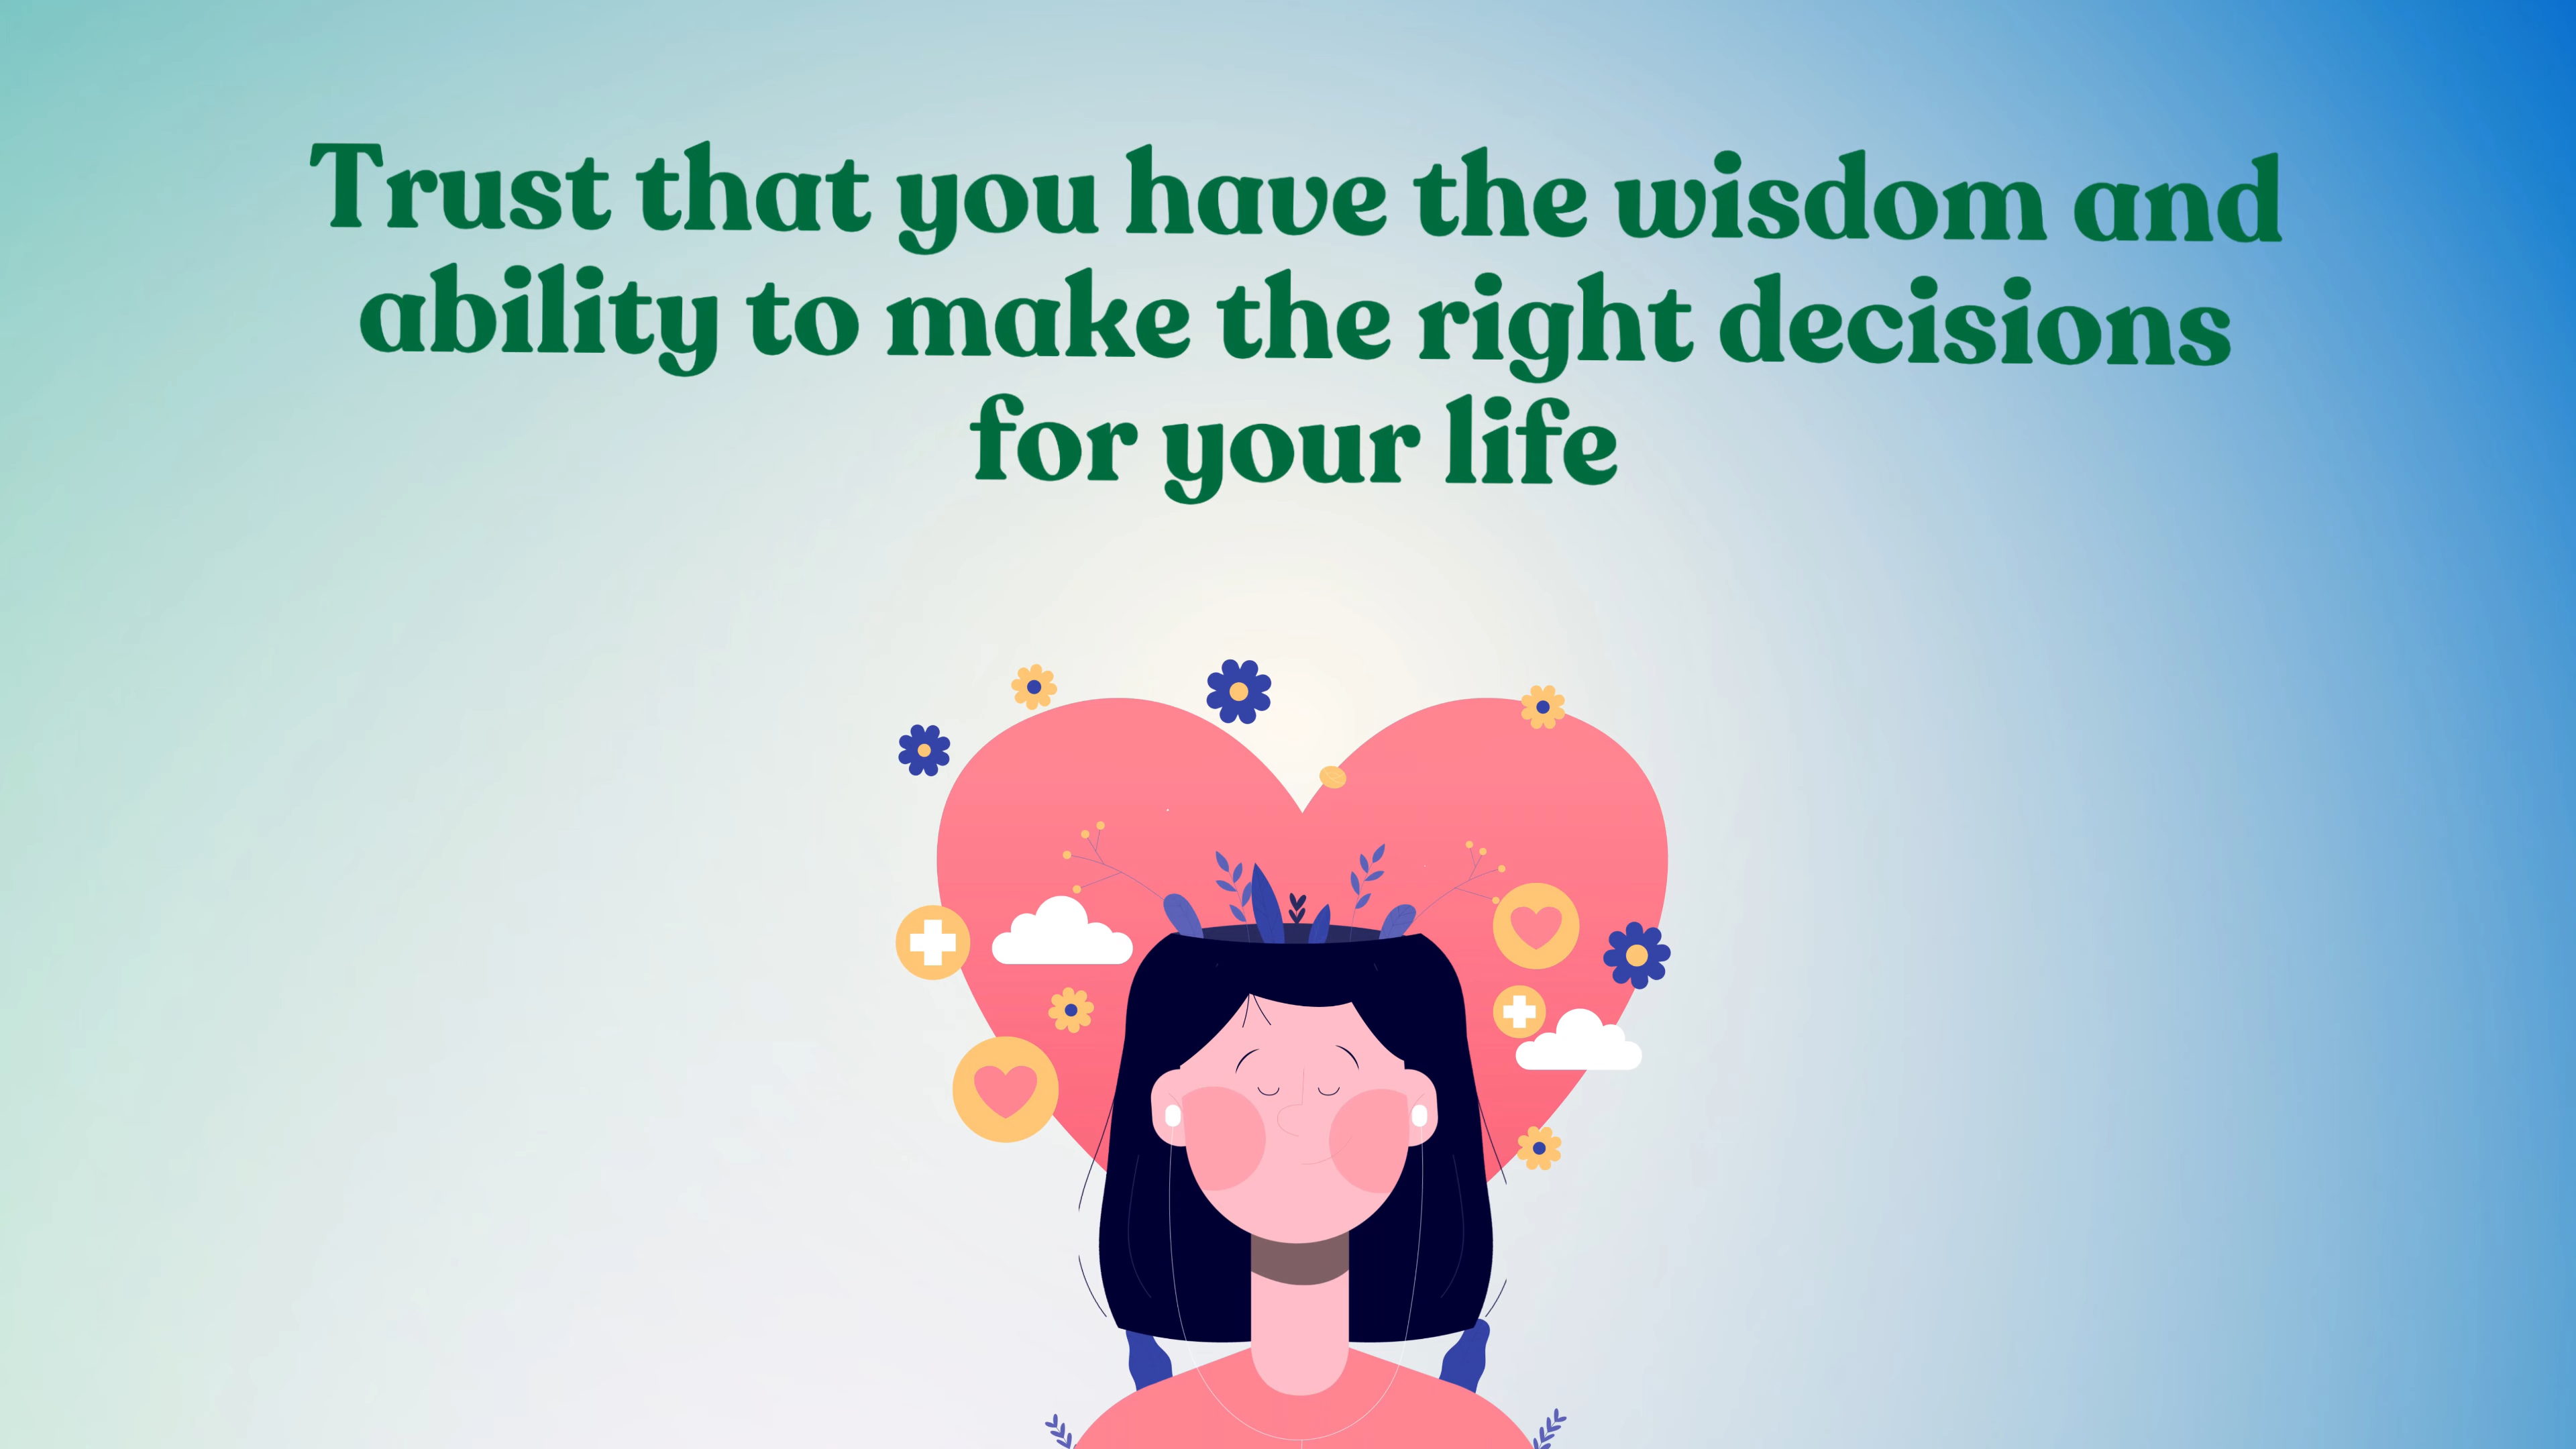 Trust that you have the wisdom and
ability to make the right decisions
for your life